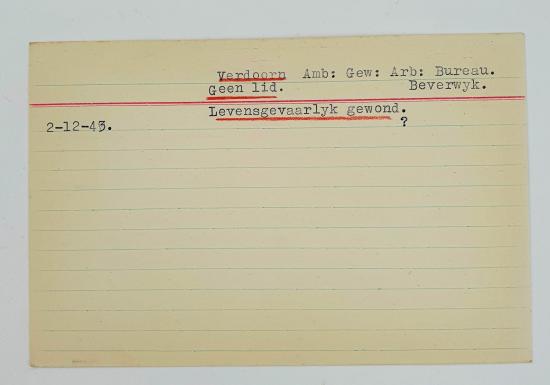 Verdoorn Amb: Gew: Arb: Bureau.
Geen lid. Beverwyk.
Levensgevaarlyk gewond.
2-12-43. ?